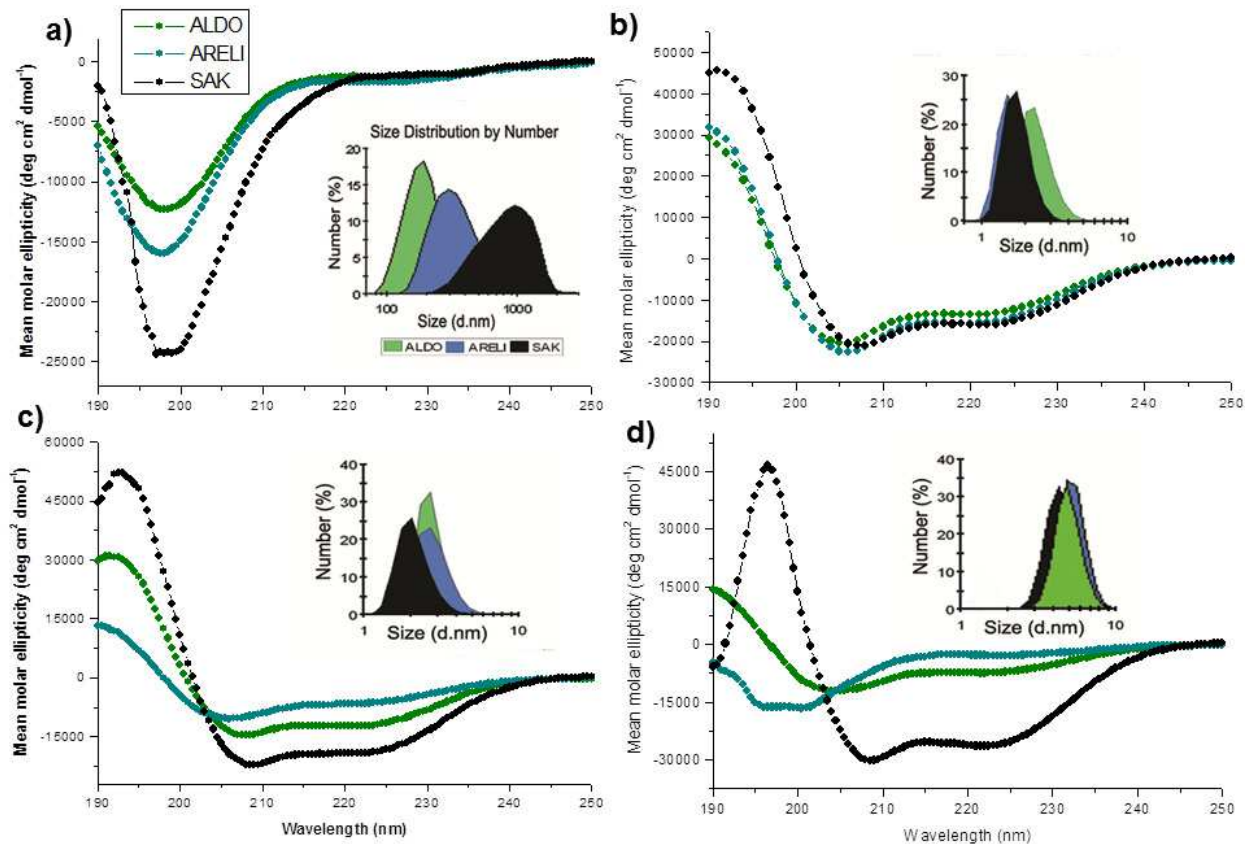 a)
ALDO
ARELI
SAK
0
-5000
-10000
-15000
-20000
-25000
Mean molar ellipticity (deg cm² dmol⁻¹)
190 200 210 220 230 240 250
Size Distribution by Number
20
15
10
5
0
Number (%)
100 1000
Size (d.nm)
ALDO ARELI SAK
b)
50000
40000
30000
20000
10000
0
-10000
-20000
-30000
Mean molar ellipticity (deg cm² dmol⁻¹)
190 200 210 220 230 240 250
30
20
10
0
Number (%)
1 10
Size (d.nm)
c)
60000
45000
30000
15000
0
-15000
Mean molar ellipticity (deg cm² dmol⁻¹)
190 200 210 220 230 240 250
Wavelength (nm)
40
30
20
10
0
Number (%)
1 10
Size (d.nm)
d)
45000
30000
15000
0
-15000
-30000
Mean molar ellipticity (deg cm² dmol⁻¹)
190 200 210 220 230 240 250
Wavelength (nm)
40
30
20
10
0
Number (%)
1 10
Size (d.nm)